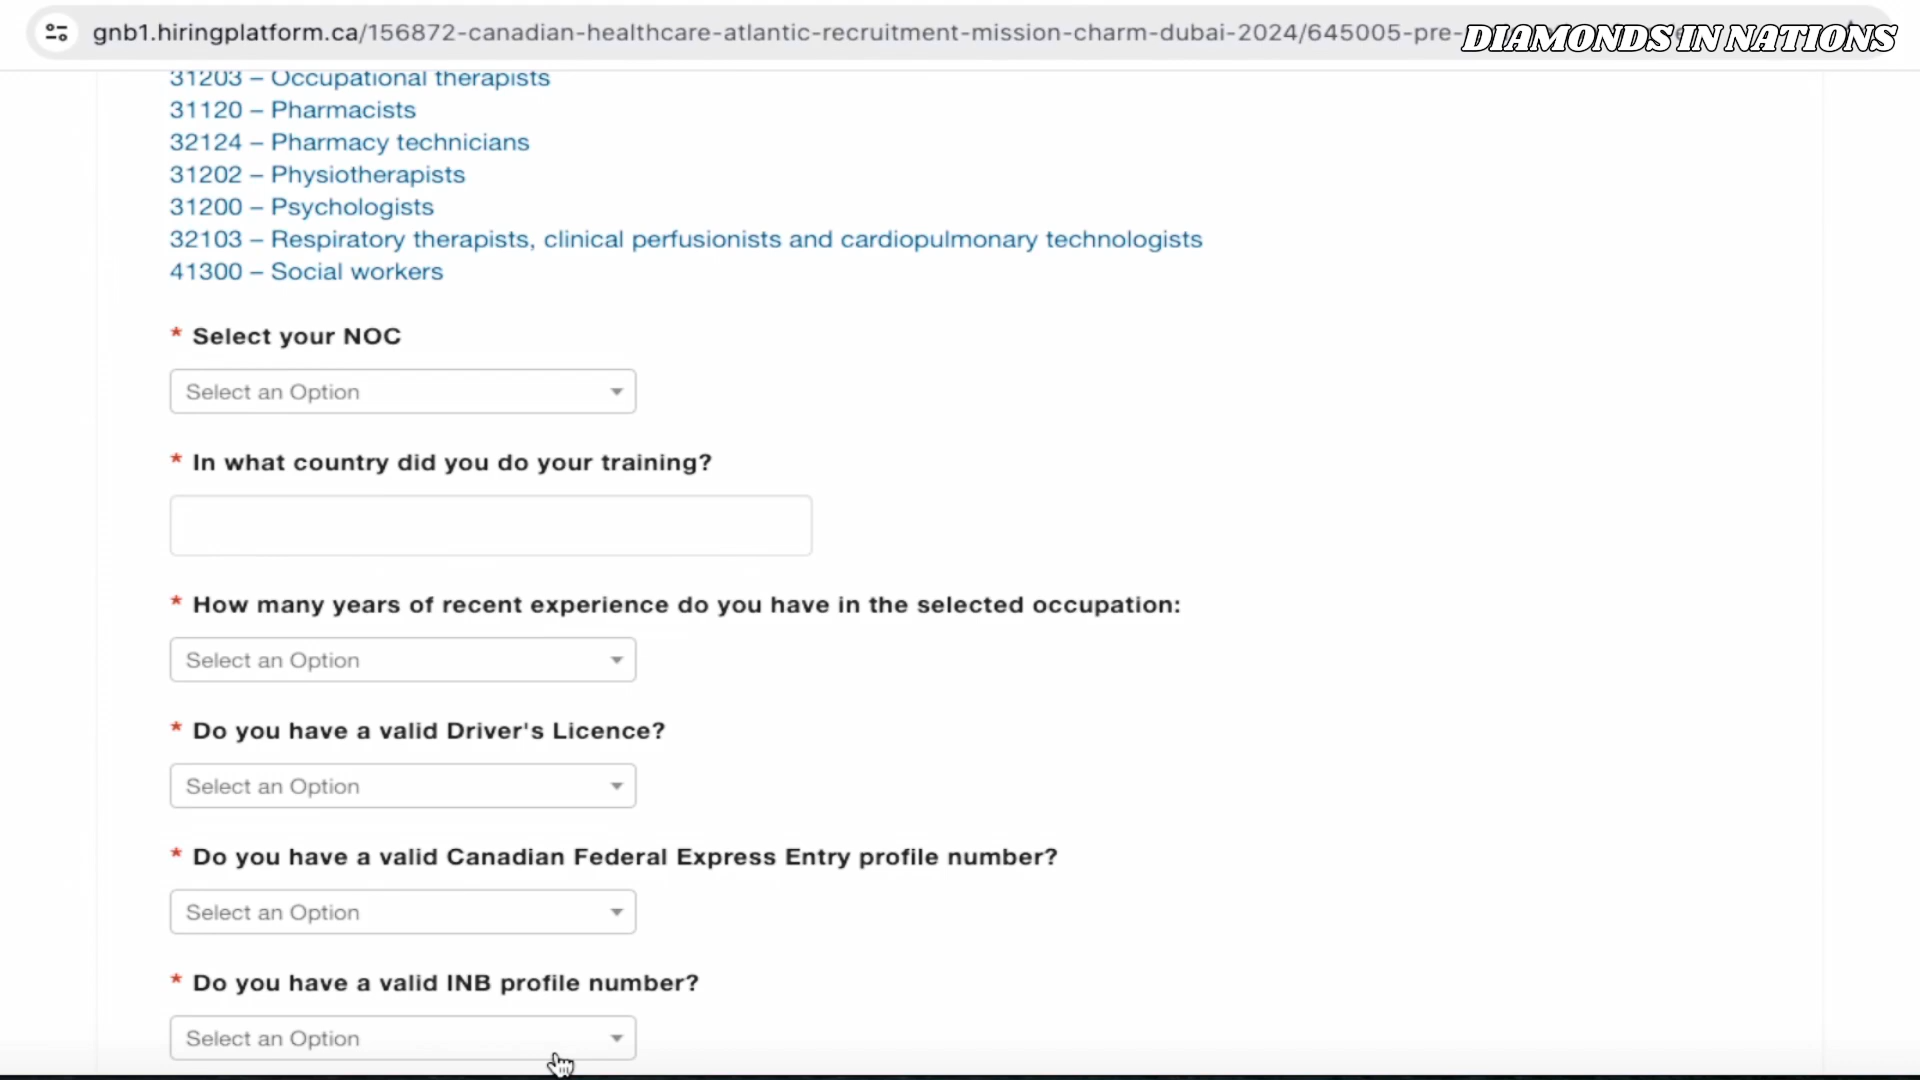 gnb1.hiringplatform.ca/156872-canadian-healthcare-atlantic-recruitment-mission-charm-dubai-2024/645005-pre-
DIAMONDS IN NATIONS
31203 – Occupational therapists
31120 – Pharmacists
32124 – Pharmacy technicians
31202 – Physiotherapists
31200 – Psychologists
32103 – Respiratory therapists, clinical perfusionists and cardiopulmonary technologists
41300 – Social workers
* Select your NOC
Select an Option
* In what country did you do your training?
* How many years of recent experience do you have in the selected occupation:
Select an Option
* Do you have a valid Driver's Licence?
Select an Option
* Do you have a valid Canadian Federal Express Entry profile number?
Select an Option
* Do you have a valid INB profile number?
Select an Option